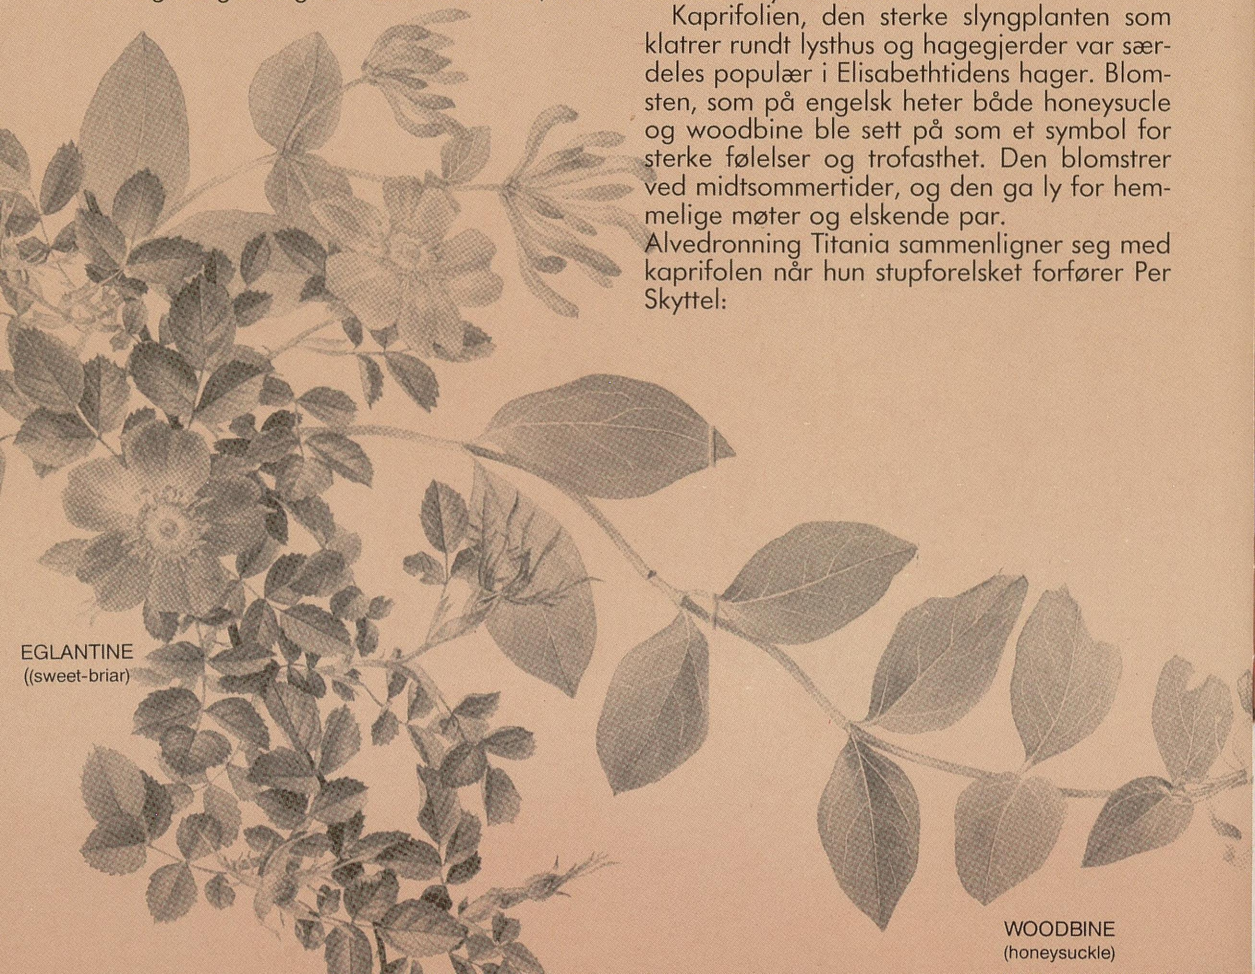 Kaprifolien, den sterke slyngplanten som
klatrer rundt lysthus og hagegjerder var sær-
deles populær i Elisabethtidens hager. Blom-
sten, som på engelsk heter både honeysucle
og woodbine ble sett på som et symbol for
sterke følelser og trofasthet. Den blomstrer
ved midtsommertider, og den ga ly for hem-
melige møter og elskende par.
Alvedronning Titania sammenligner seg med
kaprifolen når hun stupforelsket forfører Per
Skyttel:
EGLANTINE
((sweet-briar)
WOODBINE
(honeysuckle)